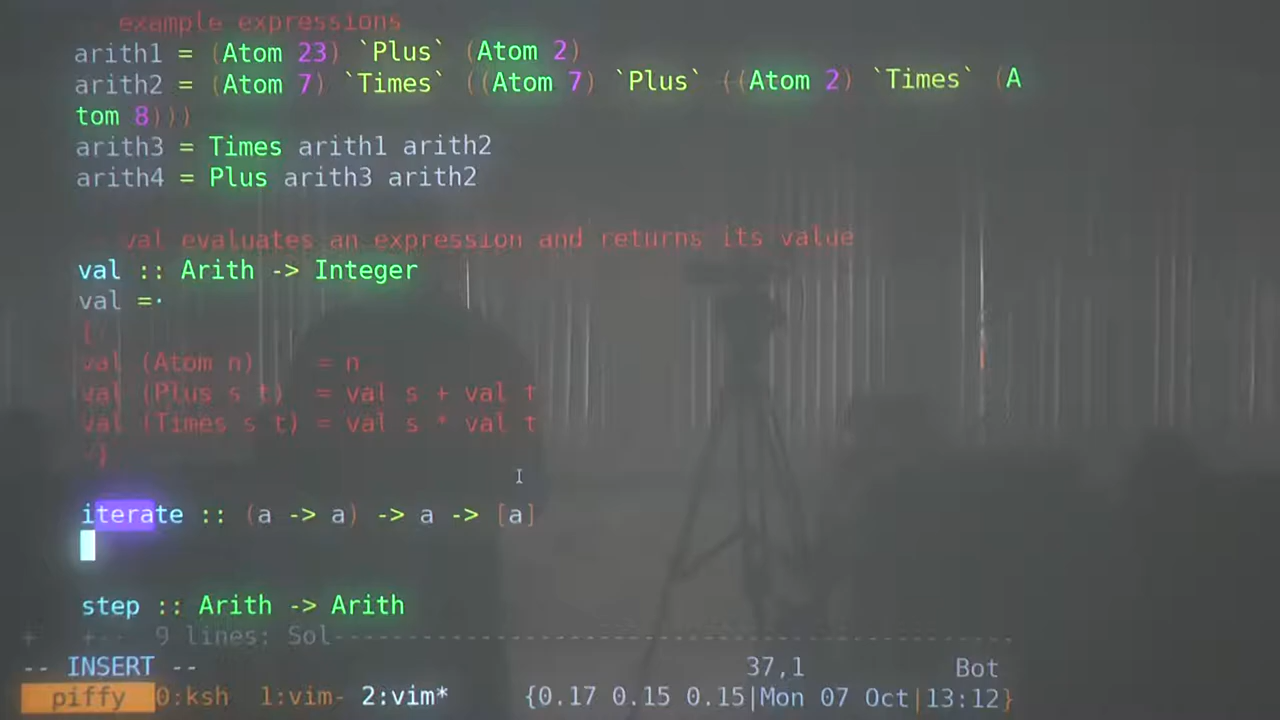 example expressions
arith1 = (Atom 23) `Plus` (Atom 2)
arith2 = (Atom 7) `Times` ((Atom 7) `Plus` ((Atom 2) `Times` (A
tom 8)))
arith3 = Times arith1 arith2
arith4 = Plus arith3 arith2
val evaluates an expression and returns its value
val :: Arith -> Integer
val =
{
val (Atom n) = n
val (Plus s t) = val s + val t
val (Times s t) = val s * val t
-}
iterate :: (a -> a) -> a -> [a]
step :: Arith -> Arith
+ +-- 9 lines: Sol------------------------------------------------
-- INSERT -- 37,1 Bot
piffy 0:ksh 1:vim- 2:vim* {0.17 0.15 0.15|Mon 07 Oct|13:12}